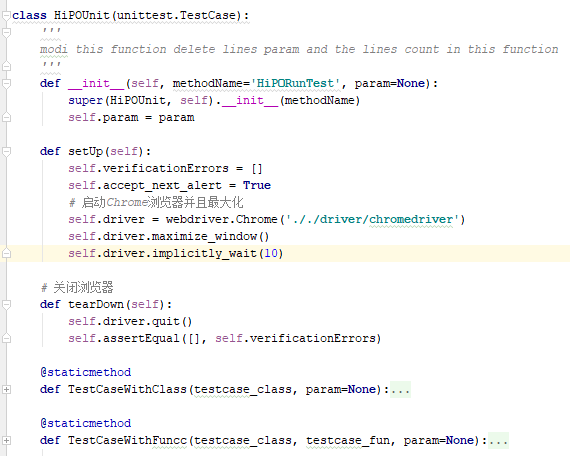 class HiPOUnit(unittest.TestCase):
'''
modi this function delete lines param and the lines count in this function
'''
def __init__(self, methodName='HiPORunTest', param=None):
super(HiPOUnit, self).__init__(methodName)
self.param = param
def setUp(self):
self.verificationErrors = []
self.accept_next_alert = True
# 启动Chrome浏览器并且最大化
self.driver = webdriver.Chrome('././driver/chromedriver')
self.driver.maximize_window()
self.driver.implicitly_wait(10)
# 关闭浏览器
def tearDown(self):
self.driver.quit()
self.assertEqual([], self.verificationErrors)
@staticmethod
def TestCaseWithClass(testcase_class, param=None):...
@staticmethod
def TestCaseWithFuncc(testcase_class, testcase_fun, param=None):...